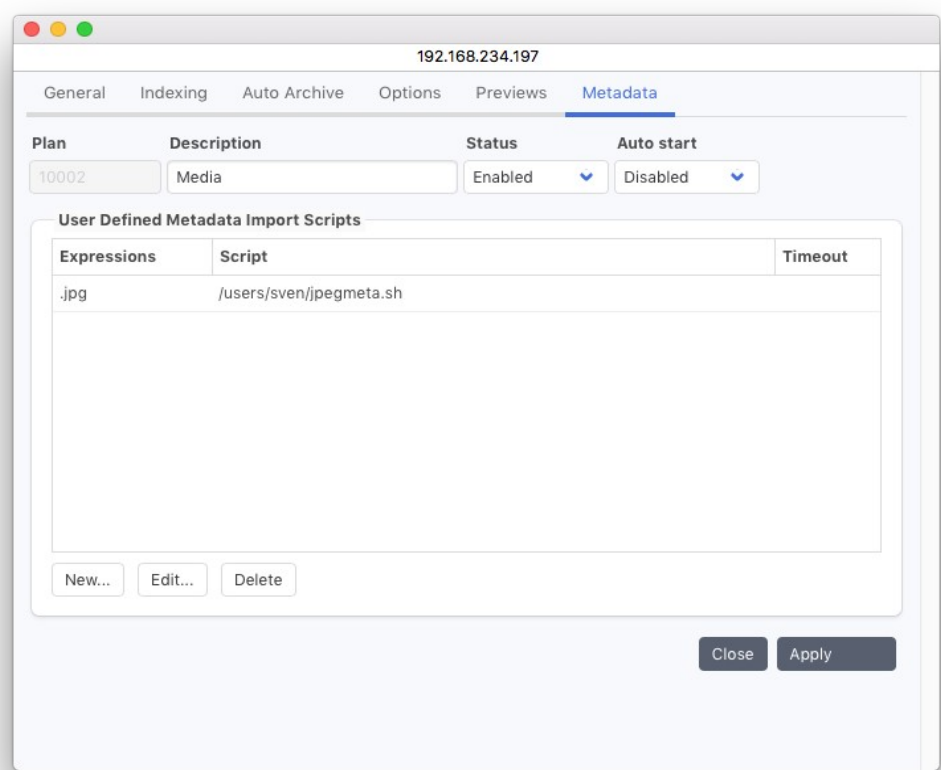 192.168.234.197
General Indexing Auto Archive Options Previews Metadata
Plan Description Status Auto start
10002 Media Enabled Disabled
User Defined Metadata Import Scripts
Expressions Script Timeout
.jpg /users/sven/jpegmeta.sh
New... Edit... Delete
Close Apply